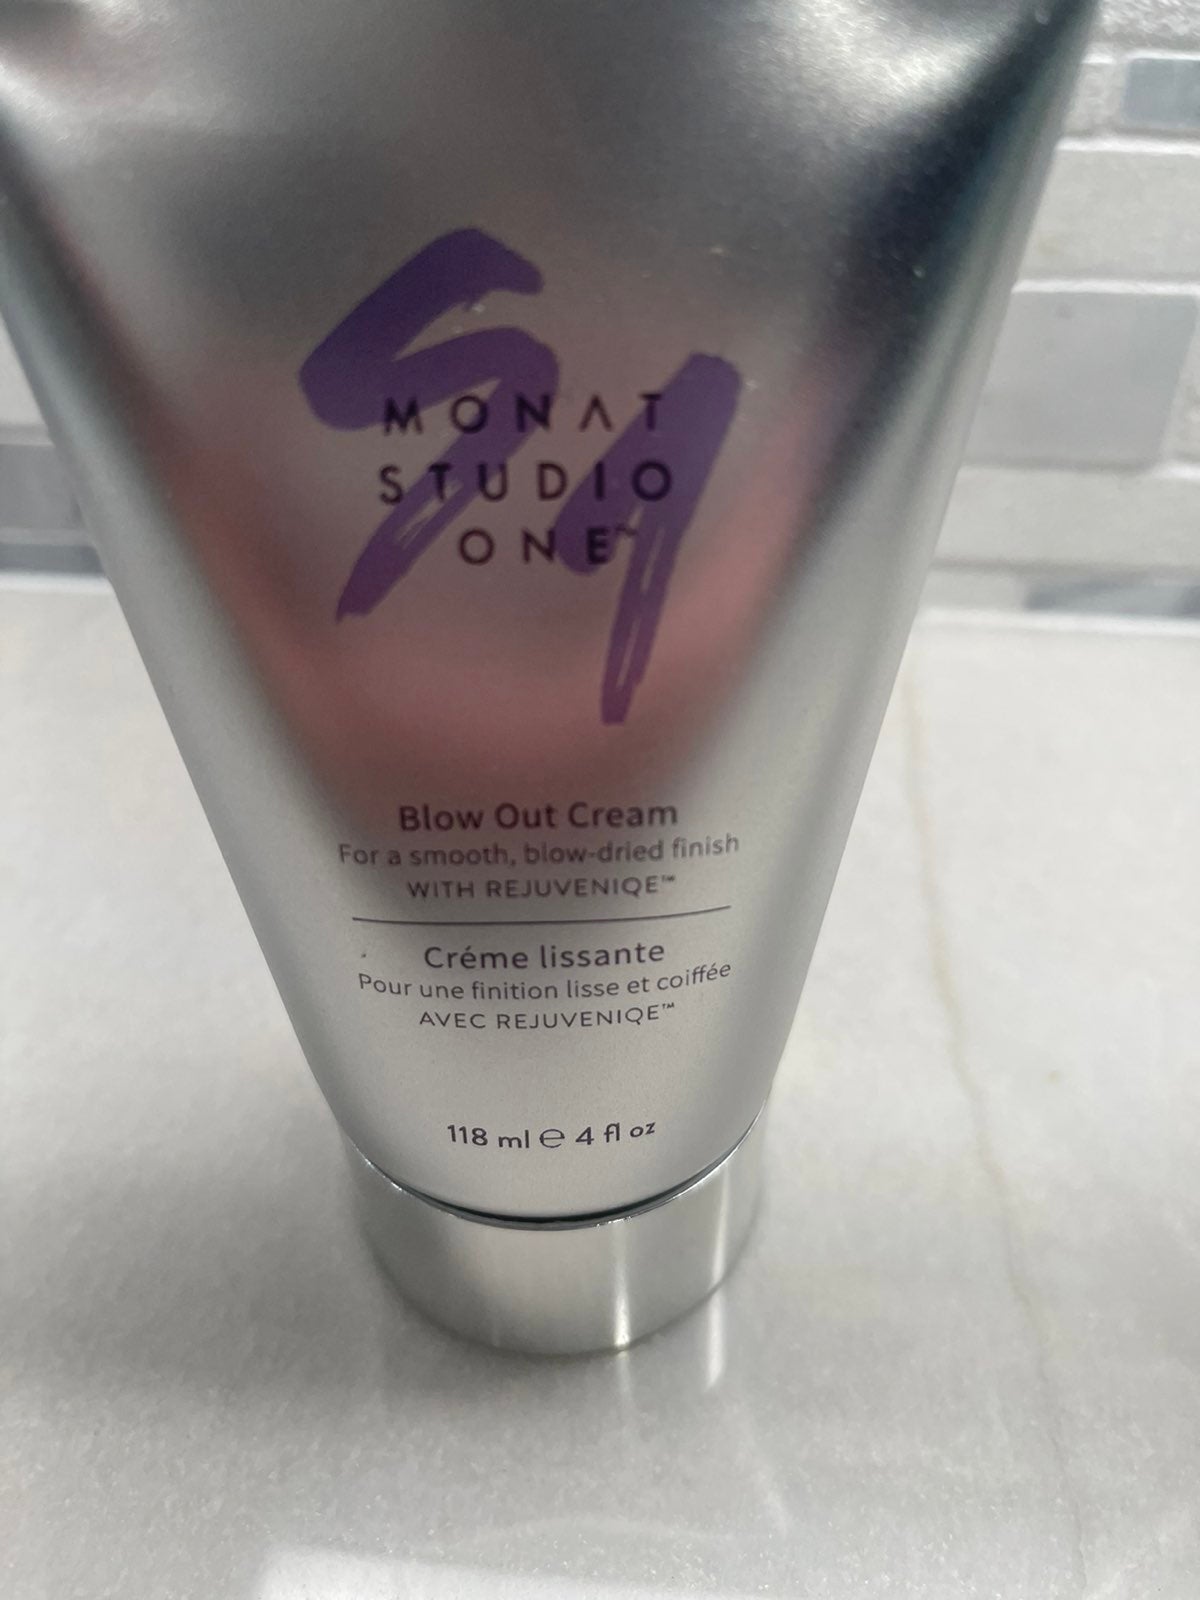 S1
MONAT
STUDIO
ONE™
Blow Out Cream
For a smooth, blow-dried finish
WITH REJUVENIQE™
Créme lissante
Pour une finition lisse et coiffée
AVEC REJUVENIQE™
118 ml ℮ 4 fl oz